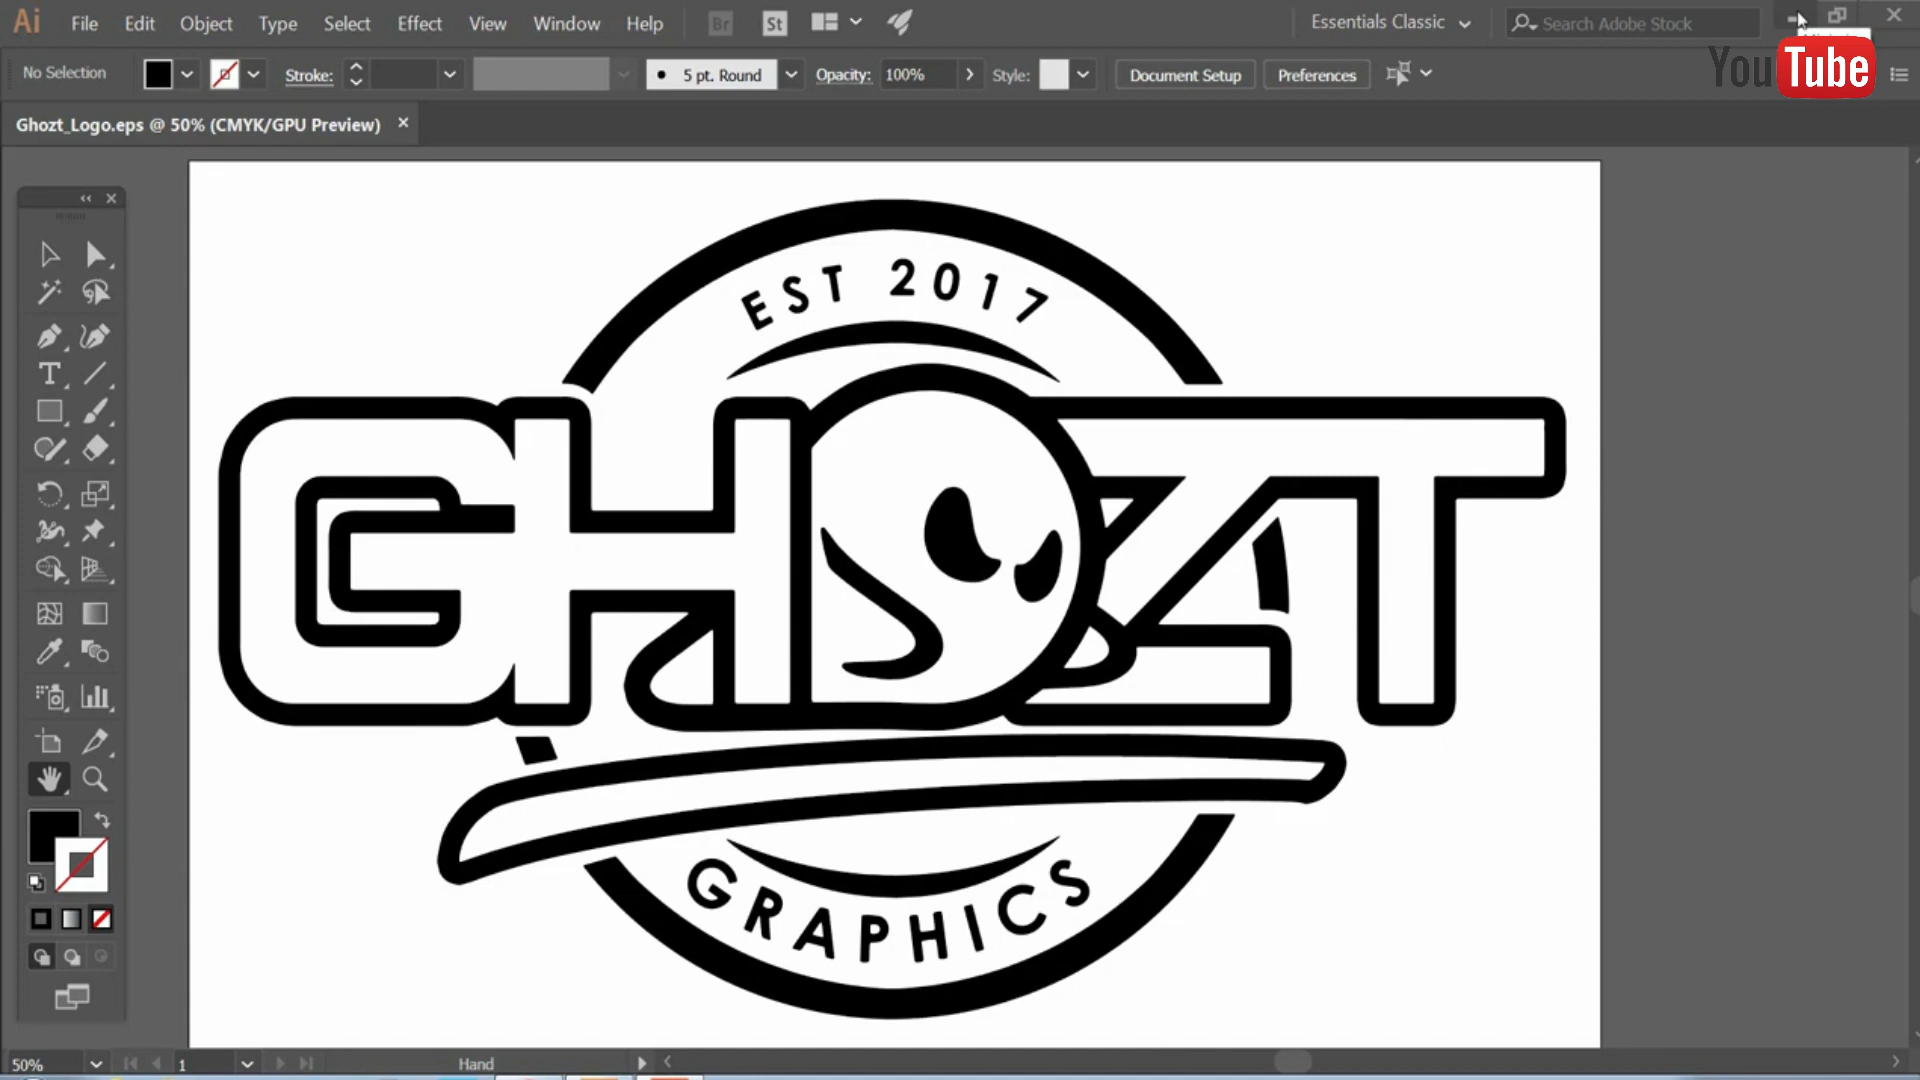 Ai File Edit Object Type Select Effect View Window Help Br St Essentials Classic Search Adobe Stock
No Selection Stroke: 5 pt. Round Opacity: 100% Style: Document Setup Preferences YouTube
Ghozt_Logo.eps @ 50% (CMYK/GPU Preview)
EST 2017
GHOZT
GRAPHICS
50% 1 Hand